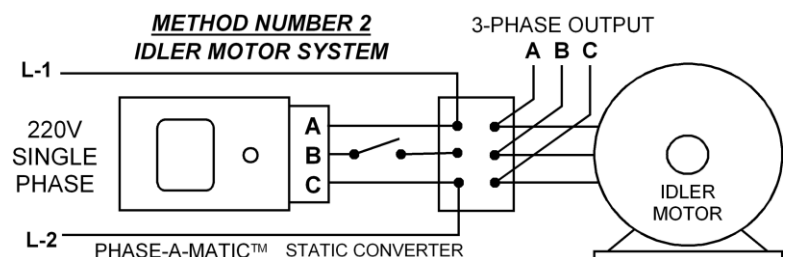 METHOD NUMBER 2
IDLER MOTOR SYSTEM
3-PHASE OUTPUT
A B C
L-1
220V
SINGLE
PHASE
A
B
C
IDLER
MOTOR
L-2
PHASE-A-MATIC™ STATIC CONVERTER